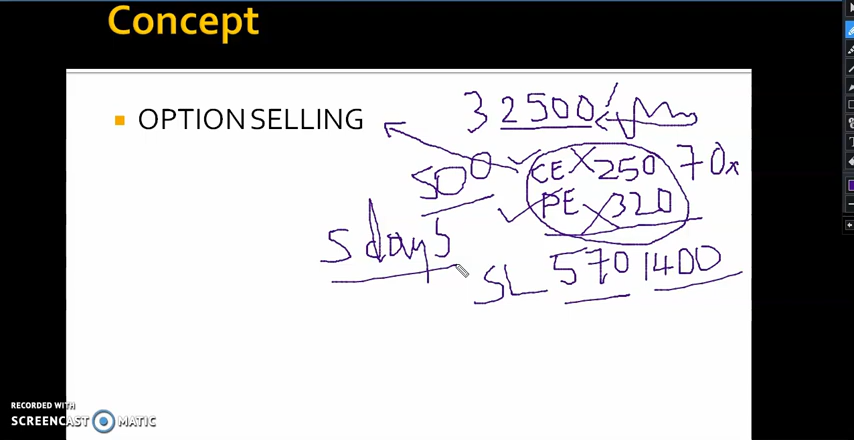 Concept
OPTION SELLING
32500
500 CE X 250 70
PE X 320
5 days
SL 570 1400
RECORDED WITH
SCREENCAST MATIC